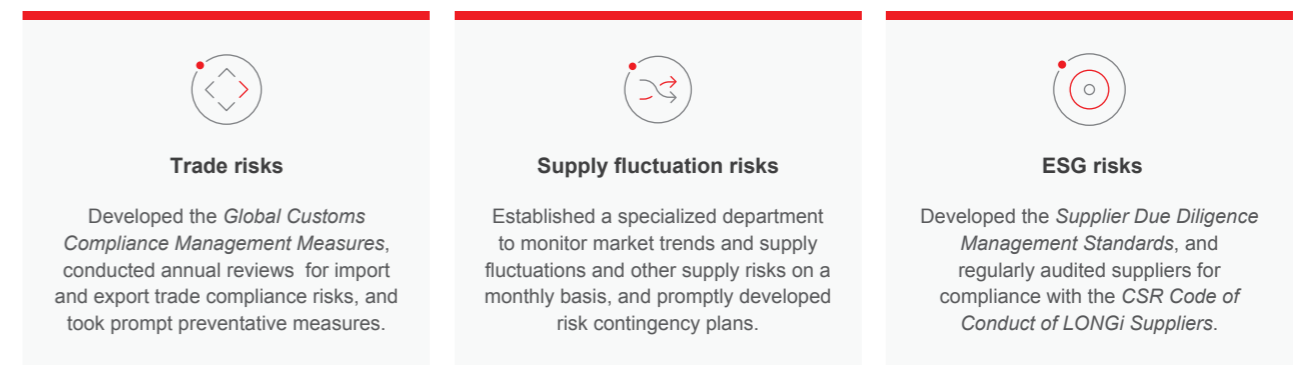 Trade risks
Developed the Global Customs
Compliance Management Measures,
conducted annual reviews for import
and export trade compliance risks, and
took prompt preventative measures.
Supply fluctuation risks
Established a specialized department
to monitor market trends and supply
fluctuations and other supply risks on a
monthly basis, and promptly developed
risk contingency plans.
ESG risks
Developed the Supplier Due Diligence
Management Standards, and
regularly audited suppliers for
compliance with the CSR Code of
Conduct of LONGi Suppliers.